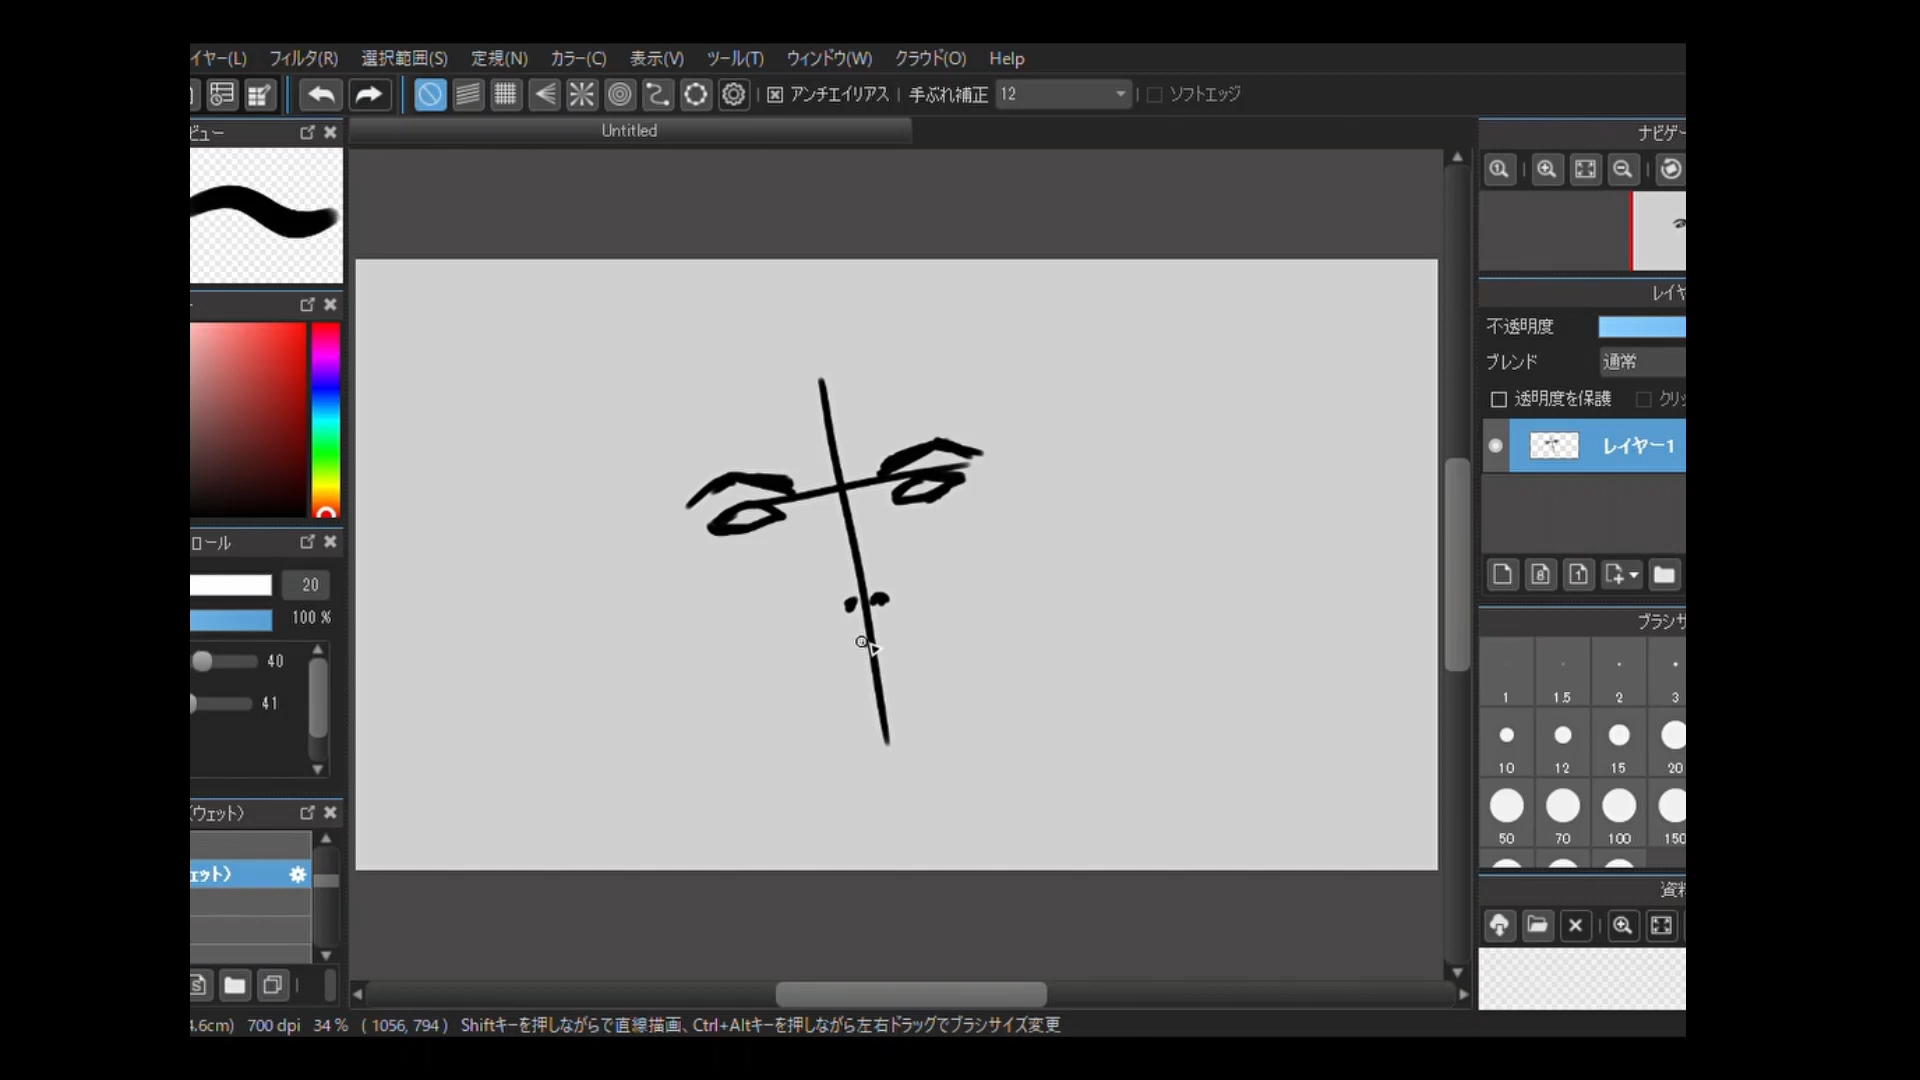 イヤー(L) フィルタ(R) 選択範囲(S) 定規(N) カラー(C) 表示(V) ツール(T) ウィンドウ(W) クラウド(O) Help
アンチエイリアス 手ぶれ補正 12 ソフトエッジ
ビュー
Untitled
ナビゲー
レイヤ
不透明度
ブレンド 通常
透明度を保護 クリッ
レイヤー1
ロール
20
100 %
40
41
ブラシサ
1 1.5 2 3
10 12 15 20
50 70 100 150
(ウェット)
ェット)
資料
4.6cm) 700 dpi 34 % ( 1056, 794 ) Shiftキーを押しながらで直線描画、Ctrl+Altキーを押しながら左右ドラッグでブラシサイズ変更